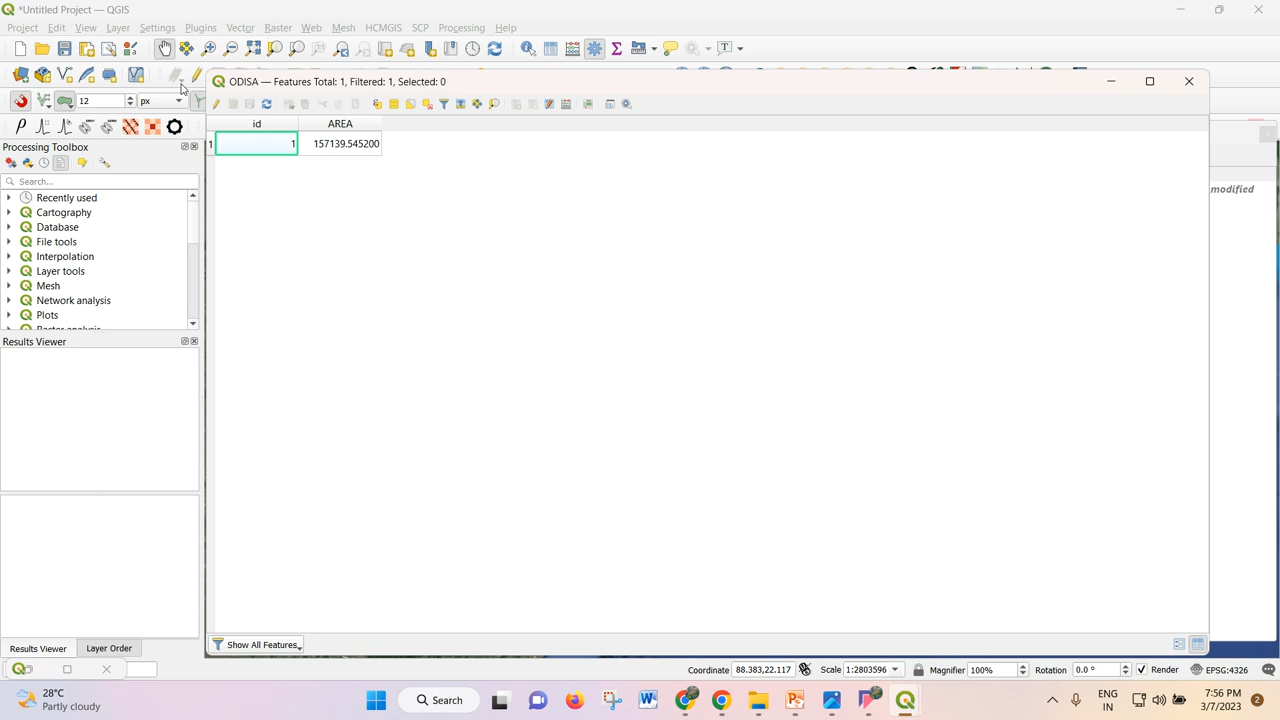 *Untitled Project — QGIS
Project Edit View Layer Settings Plugins Vector Raster Web Mesh HCMGIS SCP Processing Help
ODISA — Features Total: 1, Filtered: 1, Selected: 0
12 px
id AREA
1 1 157139.545200
Processing Toolbox
Search...
modified
Recently used
Cartography
Database
File tools
Interpolation
Layer tools
Mesh
Network analysis
Plots
Raster analysis
Results Viewer
Show All Features
Results Viewer Layer Order
Coordinate 88.383,22.117 Scale 1:2803596 Magnifier 100% Rotation 0.0 ° Render EPSG:4326
28°C
Partly cloudy
Search
ENG
IN
7:56 PM
3/7/2023
2